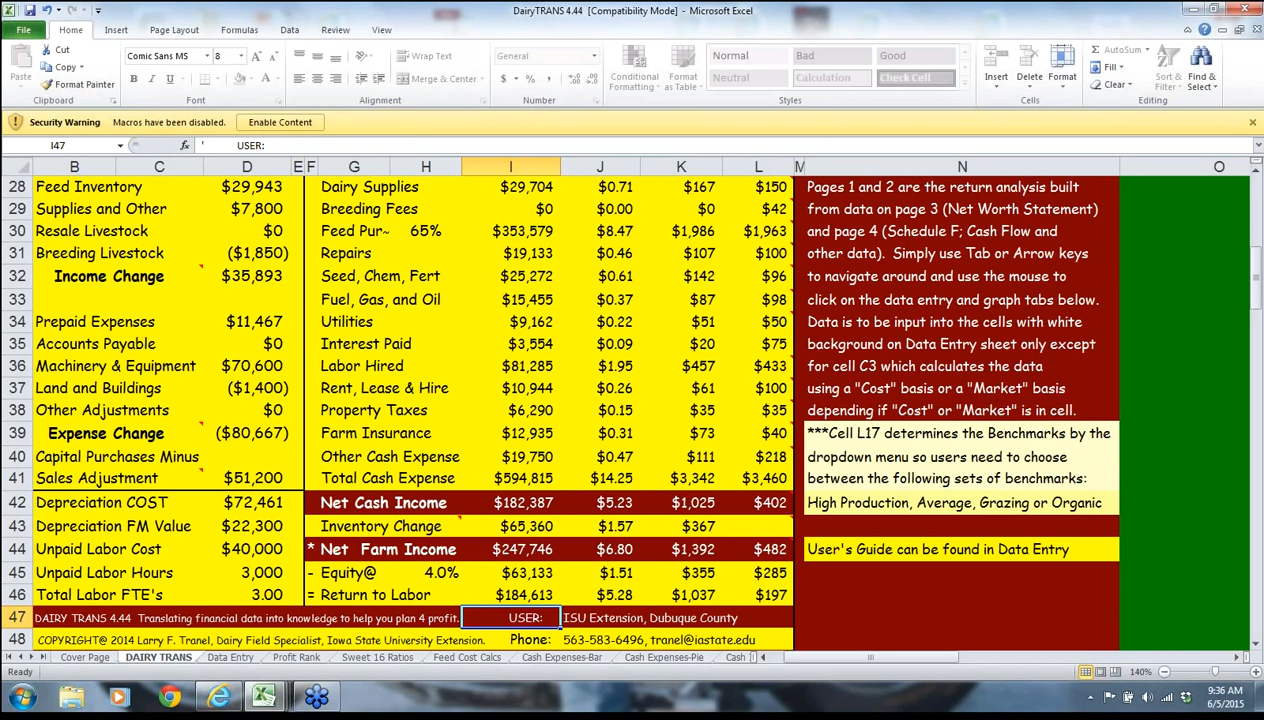 DairyTRANS 4.44 [Compatibility Mode] - Microsoft Excel
File Home Insert Page Layout Formulas Data Review View
Paste Cut Copy Format Painter Clipboard
Comic Sans MS 8 B I U Font
Wrap Text Merge & Center Alignment
General $ % , Number
Conditional Formatting Format as Table Normal Bad Good Neutral Calculation Check Cell Styles
Insert Delete Format Cells
AutoSum Fill Clear Sort & Filter Find & Select Editing
Security Warning Macros have been disabled. Enable Content
I47 fx ' USER:
B C D E F G H I J K L M N O
28 Feed Inventory $29,943 Dairy Supplies $29,704 $0.71 $167 $150 Pages 1 and 2 are the return analysis built
29 Supplies and Other $7,800 Breeding Fees $0 $0.00 $0 $42 from data on page 3 (Net Worth Statement)
30 Resale Livestock $0 Feed Pur~ 65% $353,579 $8.47 $1,986 $1,963 and page 4 (Schedule F; Cash Flow and
31 Breeding Livestock ($1,850) Repairs $19,133 $0.46 $107 $100 other data). Simply use Tab or Arrow keys
32 Income Change $35,893 Seed, Chem, Fert $25,272 $0.61 $142 $96 to navigate around and use the mouse to
33 Fuel, Gas, and Oil $15,455 $0.37 $87 $98 click on the data entry and graph tabs below.
34 Prepaid Expenses $11,467 Utilities $9,162 $0.22 $51 $50 Data is to be input into the cells with white
35 Accounts Payable $0 Interest Paid $3,554 $0.09 $20 $75 background on Data Entry sheet only except
36 Machinery & Equipment $70,600 Labor Hired $81,285 $1.95 $457 $433 for cell C3 which calculates the data
37 Land and Buildings ($1,400) Rent, Lease & Hire $10,944 $0.26 $61 $100 using a "Cost" basis or a "Market" basis
38 Other Adjustments $0 Property Taxes $6,290 $0.15 $35 $35 depending if "Cost" or "Market" is in cell.
39 Expense Change ($80,667) Farm Insurance $12,935 $0.31 $73 $40 ***Cell L17 determines the Benchmarks by the
40 Capital Purchases Minus Other Cash Expense $19,750 $0.47 $111 $218 dropdown menu so users need to choose
41 Sales Adjustment $51,200 Total Cash Expense $594,815 $14.25 $3,342 $3,460 between the following sets of benchmarks:
42 Depreciation COST $72,461 Net Cash Income $182,387 $5.23 $1,025 $402 High Production, Average, Grazing or Organic
43 Depreciation FM Value $22,300 Inventory Change $65,360 $1.57 $367
44 Unpaid Labor Cost $40,000 * Net Farm Income $247,746 $6.80 $1,392 $482 User's Guide can be found in Data Entry
45 Unpaid Labor Hours 3,000 - Equity@ 4.0% $63,133 $1.51 $355 $285
46 Total Labor FTE's 3.00 = Return to Labor $184,613 $5.28 $1,037 $197
47 DAIRY TRANS 4.44 Translating financial data into knowledge to help you plan 4 profit. USER: ISU Extension, Dubuque County
48 COPYRIGHT@ 2014 Larry F. Tranel, Dairy Field Specialist, Iowa State University Extension. Phone: 563-583-6496, tranel@iastate.edu
Cover Page DAIRY TRANS Data Entry Profit Rank Sweet 16 Ratios Feed Cost Calcs Cash Expenses-Bar Cash Expenses-Pie Cash
Ready 140%
9:36 AM
6/5/2015